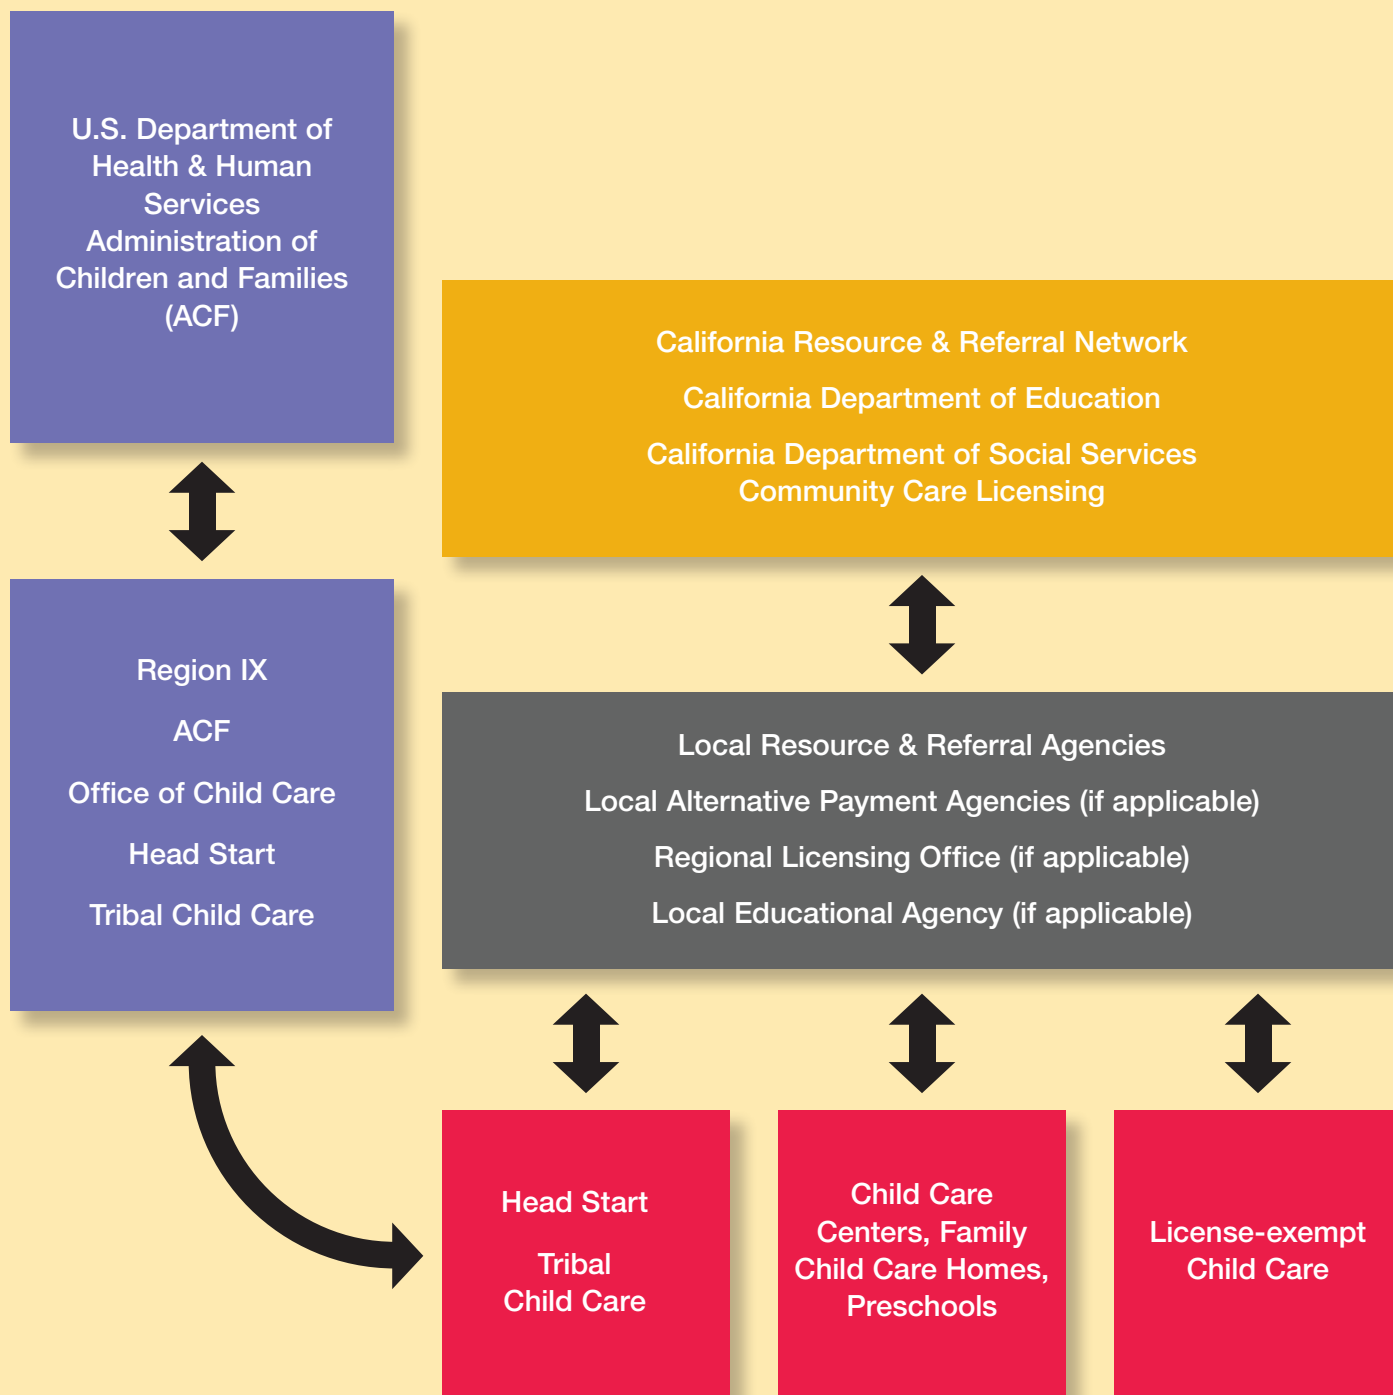 U.S. Department of
Health & Human
Services
Administration of
Children and Families
(ACF)
California Resource & Referral Network
California Department of Education
California Department of Social Services
Community Care Licensing
Region IX
ACF
Office of Child Care
Head Start
Tribal Child Care
Local Resource & Referral Agencies
Local Alternative Payment Agencies (if applicable)
Regional Licensing Office (if applicable)
Local Educational Agency (if applicable)
Head Start
Tribal
Child Care
Child Care
Centers, Family
Child Care Homes,
Preschools
License-exempt
Child Care